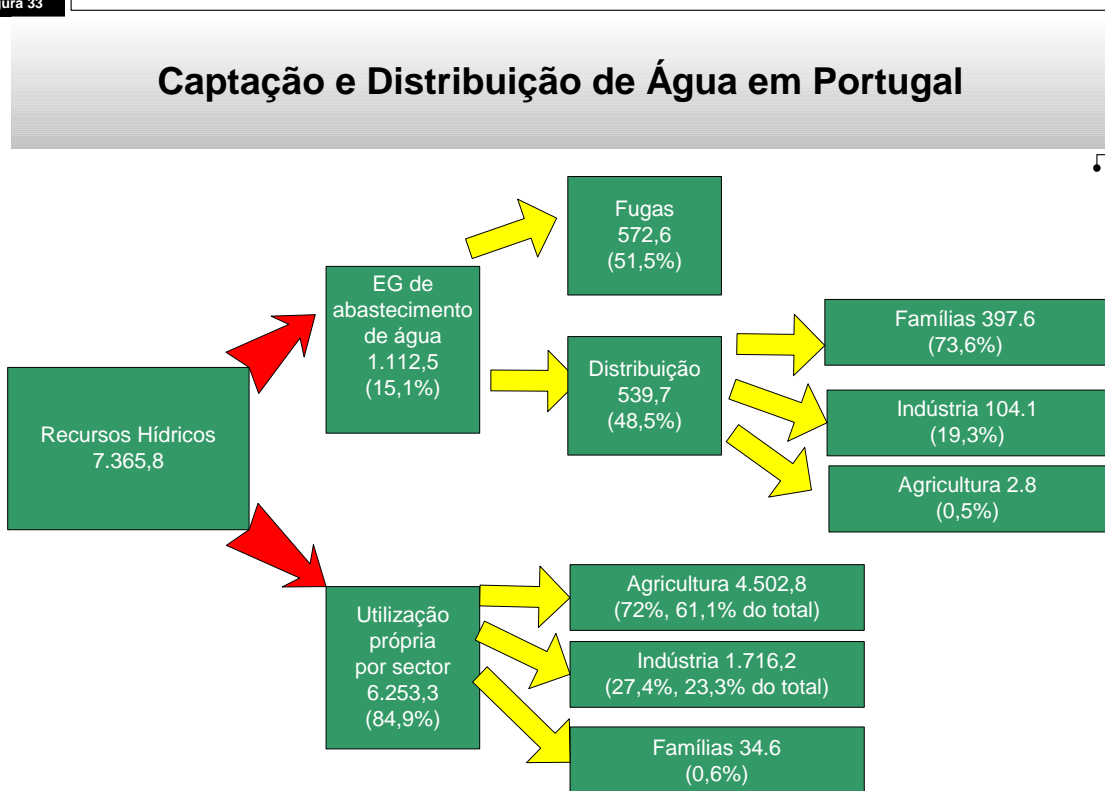 gura 33
Captação e Distribuição de Água em Portugal
Fugas
572,6
(51,5%)
EG de
abastecimento
de água
1.112,5
(15,1%)
Famílias 397.6
(73,6%)
Distribuição
539,7
(48,5%)
Indústria 104.1
(19,3%)
Recursos Hídricos
7.365,8
Agricultura 2.8
(0,5%)
Agricultura 4.502,8
(72%, 61,1% do total)
Utilização
própria
por sector
6.253,3
(84,9%)
Indústria 1.716,2
(27,4%, 23,3% do total)
Famílias 34.6
(0,6%)